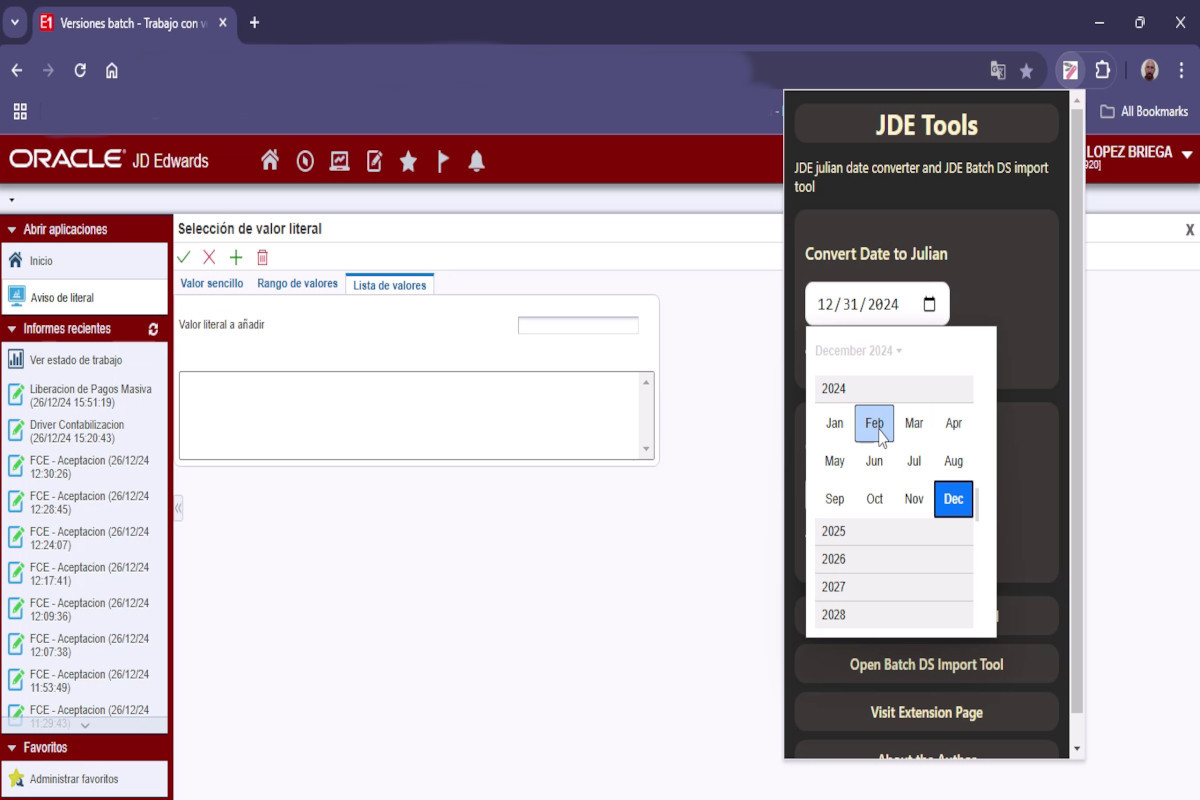 E1 Versiones batch - Trabajo con v
All Bookmarks
ORACLE JD Edwards
LOPEZ BRIEGA
920]
Abrir aplicaciones
Inicio
Aviso de literal
Informes recientes
Ver estado de trabajo
Liberacion de Pagos Masiva
(26/12/24 15:51:19)
Driver Contabilizacion
(26/12/24 15:20:43)
FCE - Aceptacion (26/12/24
12:30:26)
FCE - Aceptacion (26/12/24
12:28:45)
FCE - Aceptacion (26/12/24
12:24:07)
FCE - Aceptacion (26/12/24
12:17:41)
FCE - Aceptacion (26/12/24
12:09:36)
FCE - Aceptacion (26/12/24
12:07:38)
FCE - Aceptacion (26/12/24
11:53:49)
FCE - Aceptacion (26/12/24
11:29:43)
Favoritos
Administrar favoritos
Selección de valor literal
X
Valor sencillo Rango de valores Lista de valores
Valor literal a añadir
JDE Tools
JDE julian date converter and JDE Batch DS import
tool
Convert Date to Julian
12/31/2024
December 2024
2024
Jan Feb Mar Apr
May Jun Jul Aug
Sep Oct Nov Dec
2025
2026
2027
2028
Open Batch DS Import Tool
Visit Extension Page
About the Author